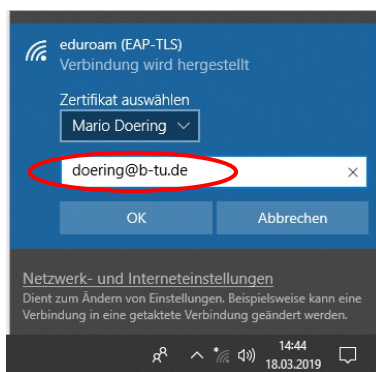 eduroam (EAP-TLS)
Verbindung wird hergestellt
Zertifikat auswählen
Mario Doering
doering@b-tu.de
OK
Abbrechen
Netzwerk- und Interneteinstellungen
Dient zum Ändern von Einstellungen. Beispielsweise kann eine
Verbindung in eine getaktete Verbindung geändert werden.
14:44
18.03.2019